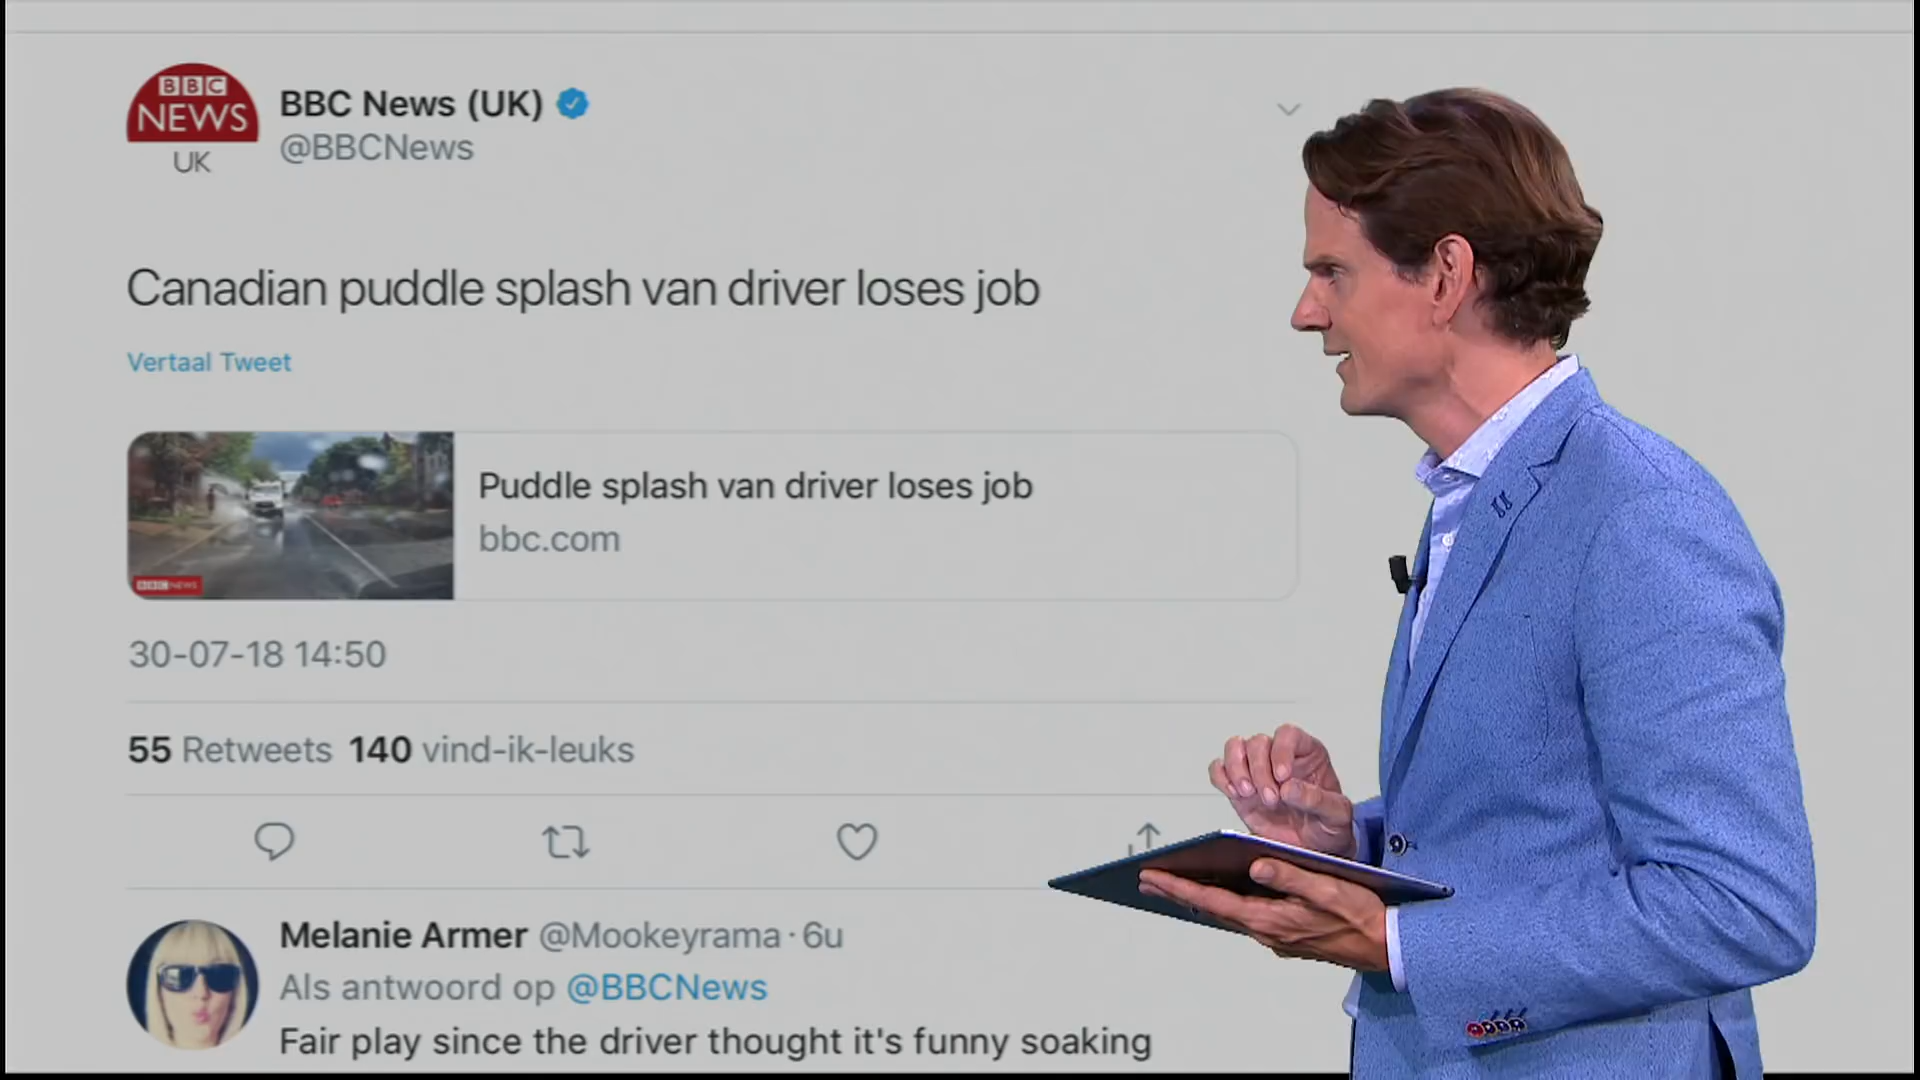 BBC
NEWS
UK
BBC News (UK)
@BBCNews
Canadian puddle splash van driver loses job
Vertaal Tweet
Puddle splash van driver loses job
bbc.com
BBC NEWS
30-07-18 14:50
55 Retweets 140 vind-ik-leuks
Melanie Armer @Mookeyrama · 6u
Als antwoord op @BBCNews
Fair play since the driver thought it's funny soaking